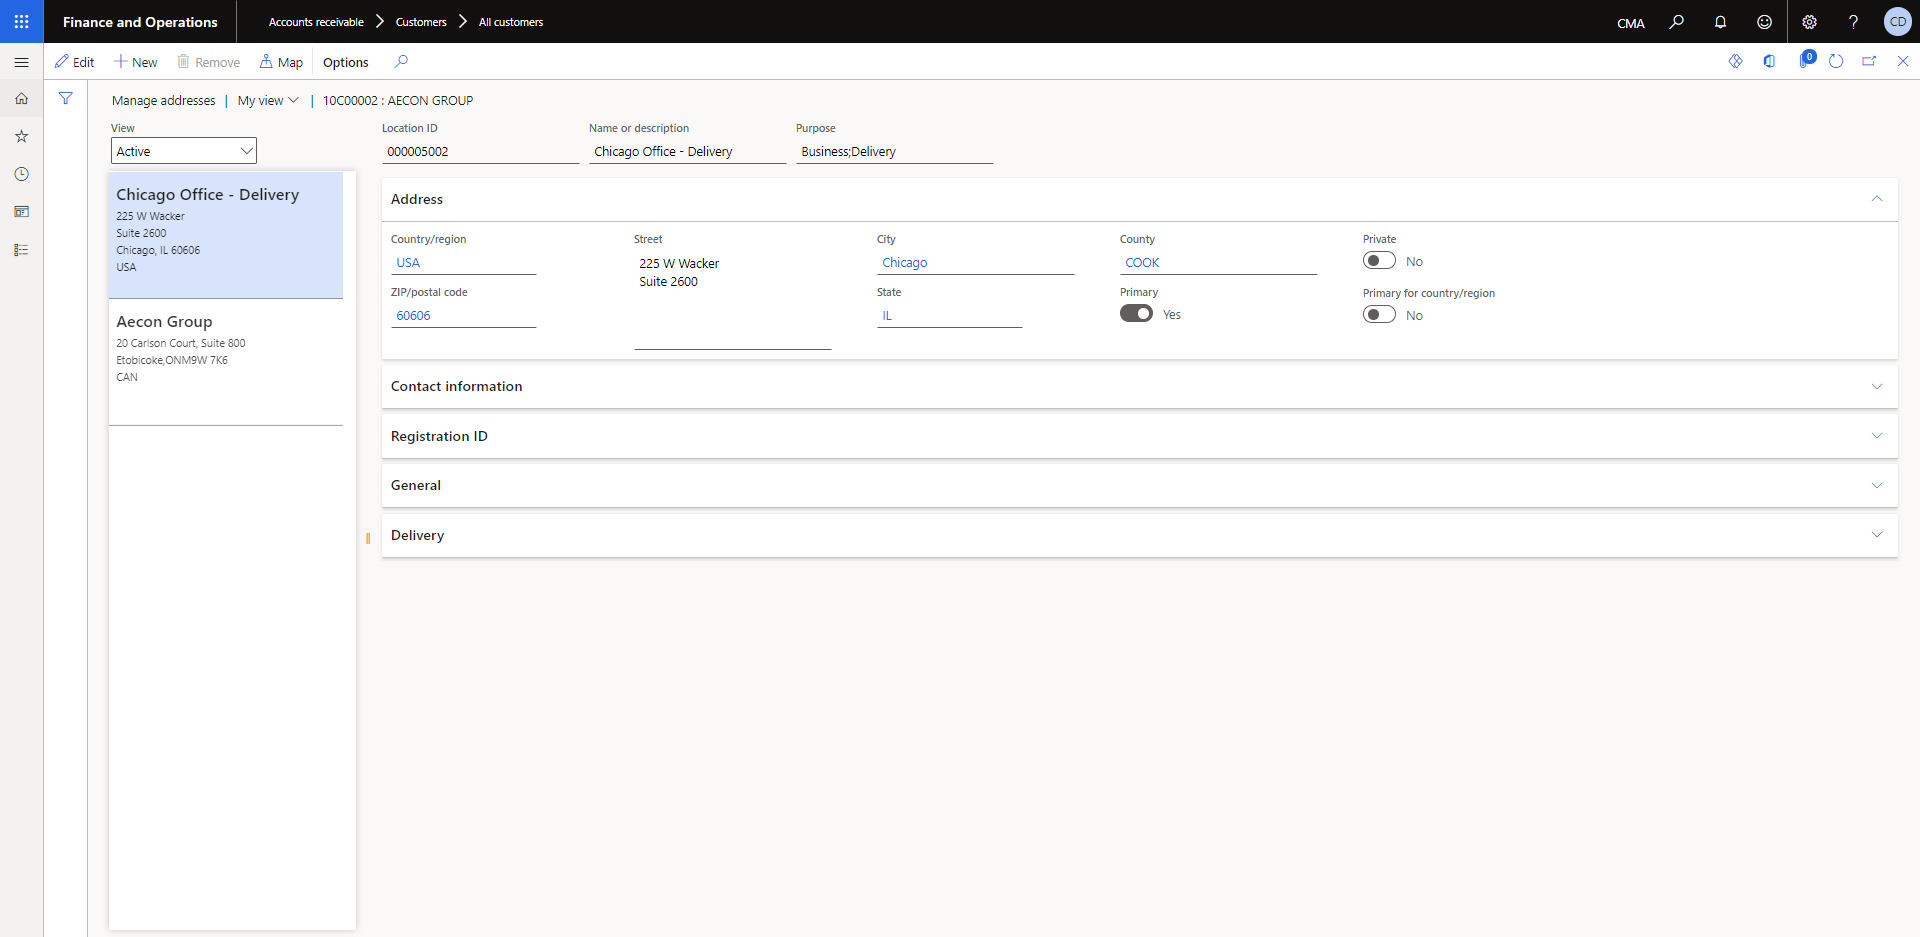 Finance and Operations
Accounts receivable
Customers
All customers
CMA
?
CD
Edit
New
Remove
Map
Options
0
Manage addresses | My view | 10C00002 : AECON GROUP
View
Active
Location ID
000005002
Name or description
Chicago Office - Delivery
Purpose
Business;Delivery
Chicago Office - Delivery
225 W Wacker
Suite 2600
Chicago, IL 60606
USA
Aecon Group
20 Carlson Court, Suite 800
Etobicoke,ONM9W 7K6
CAN
Address
Country/region
USA
ZIP/postal code
60606
Street
225 W Wacker
Suite 2600
City
Chicago
State
IL
County
COOK
Primary
Yes
Private
No
Primary for country/region
No
Contact information
Registration ID
General
Delivery